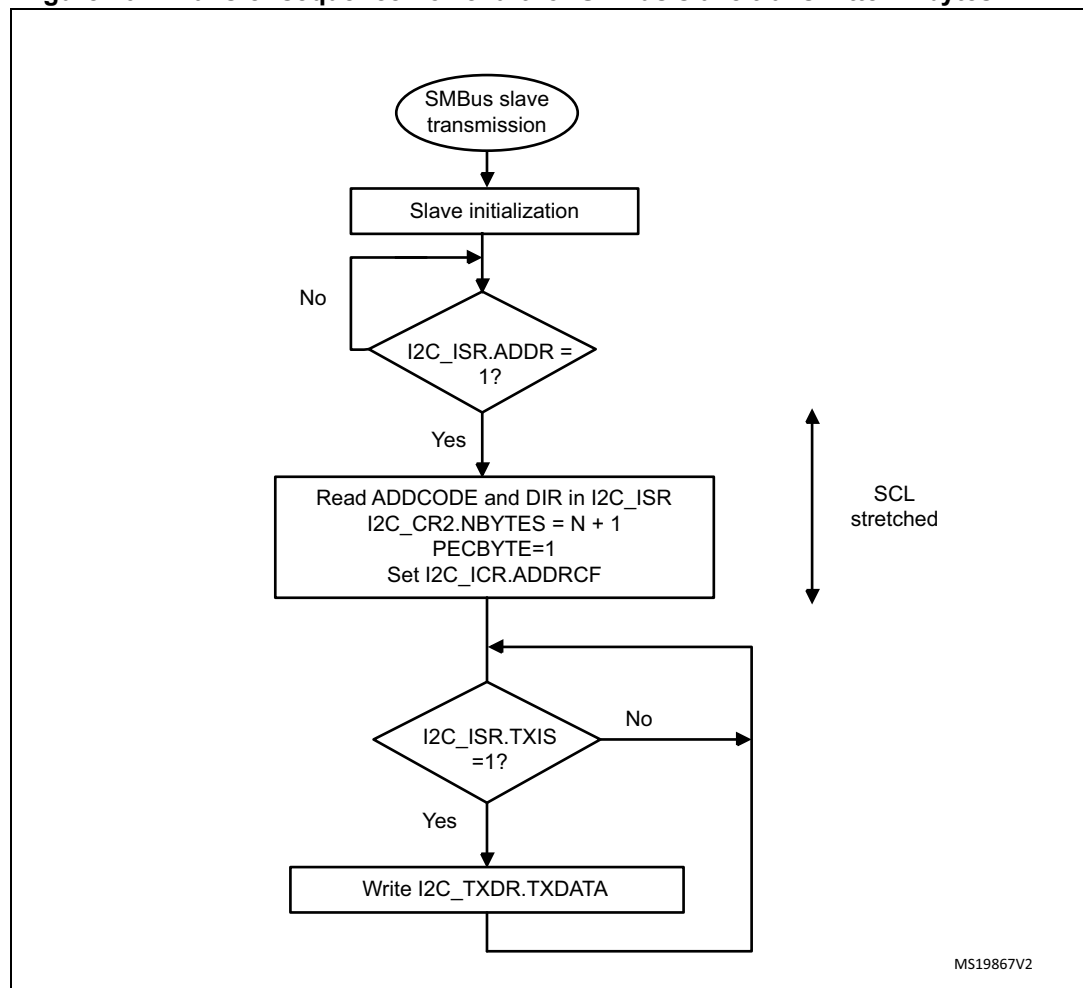 SMBus slave
transmission
Slave initialization
No
I2C_ISR.ADDR =
1?
Yes
Read ADDCODE and DIR in I2C_ISR
I2C_CR2.NBYTES = N + 1
PECBYTE=1
Set I2C_ICR.ADDRCF
SCL
stretched
I2C_ISR.TXIS
=1?
No
Yes
Write I2C_TXDR.TXDATA
MS19867V2